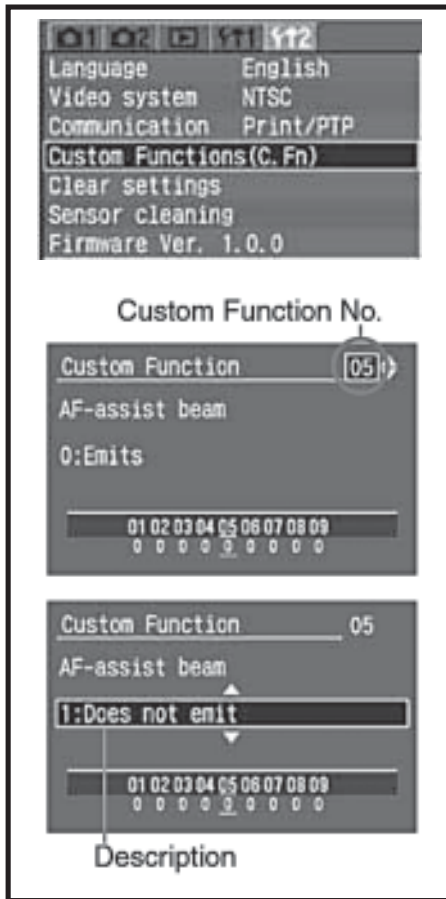 1 2 1 2
Language English
Video system NTSC
Communication Print/PTP
Custom Functions(C.Fn)
Clear settings
Sensor cleaning
Firmware Ver. 1.0.0
Custom Function No.
Custom Function 05
AF-assist beam
0:Emits
01 02 03 04 05 06 07 08 09
0 0 0 0 0 0 0 0 0
Custom Function 05
AF-assist beam
1:Does not emit
01 02 03 04 05 06 07 08 09
0 0 0 0 0 0 0 0 0
Description